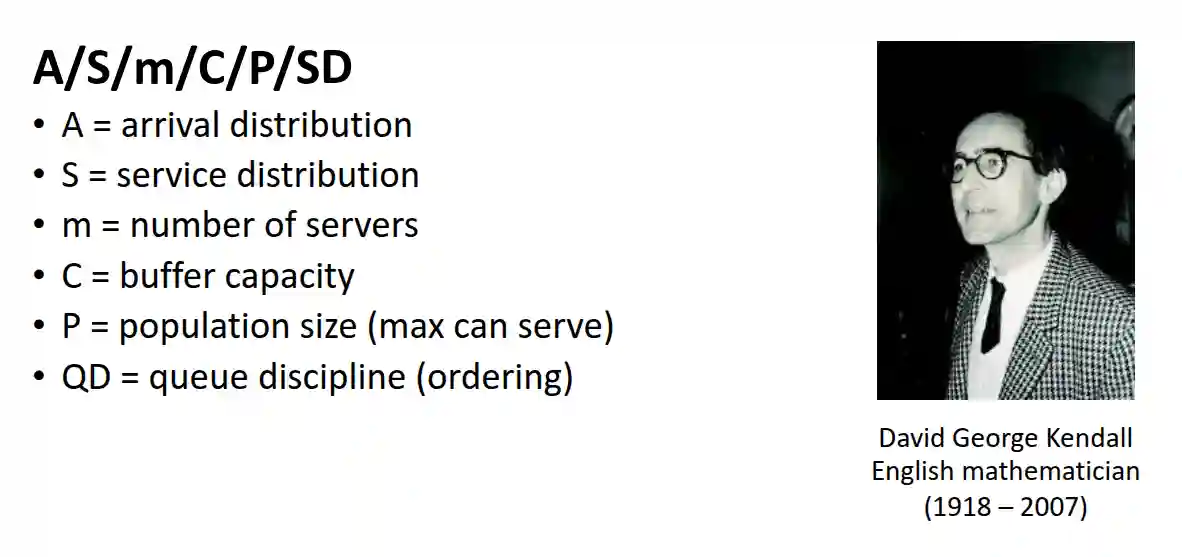 A/S/m/C/P/SD
• A = arrival distribution
• S = service distribution
• m = number of servers
• C = buffer capacity
• P = population size (max can serve)
• QD = queue discipline (ordering)
David George Kendall
English mathematician
(1918 – 2007)